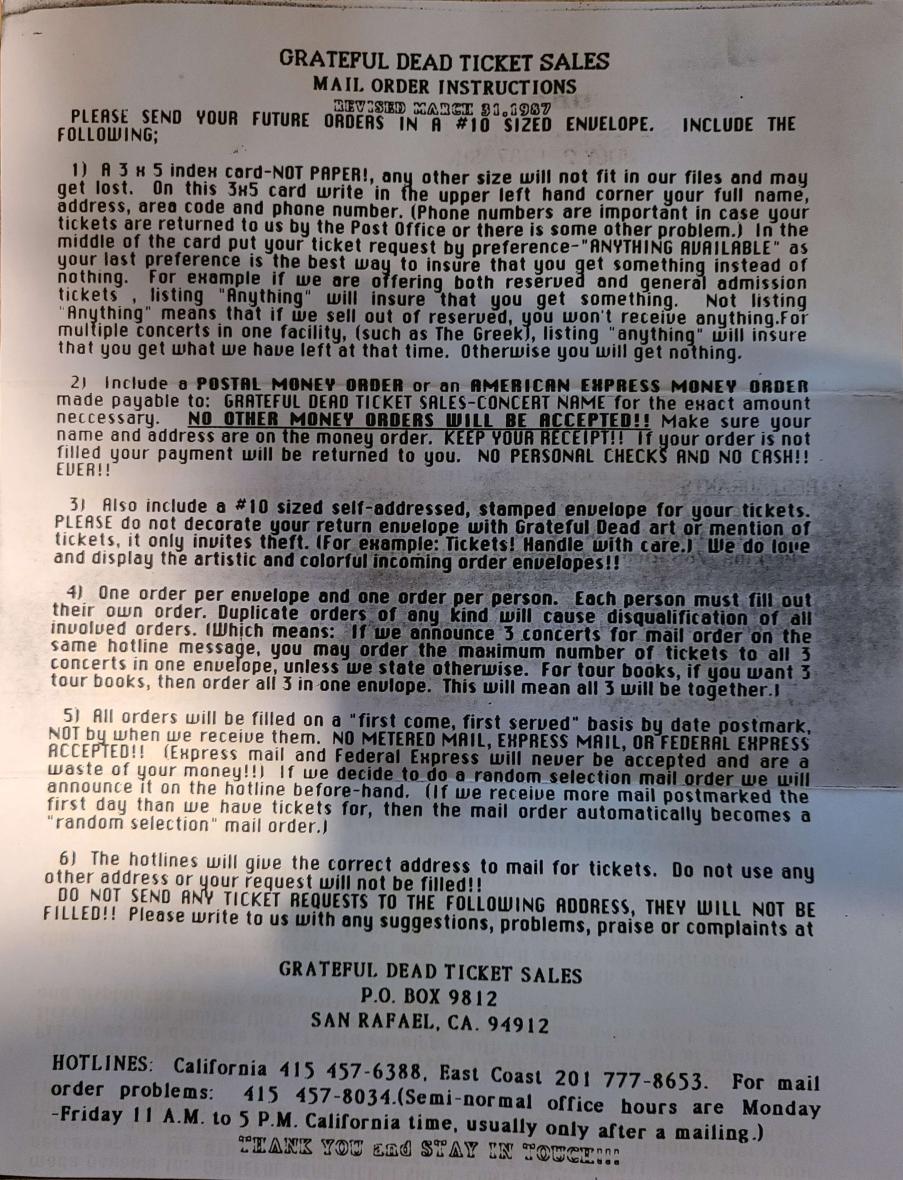 GRATEFUL DEAD TICKET SALES
MAIL ORDER INSTRUCTIONS
REVISED MARCH 31,1987
PLEASE SEND YOUR FUTURE ORDERS IN A #10 SIZED ENVELOPE. INCLUDE THE
FOLLOWING;
1) A 3 x 5 index card-NOT PAPER!, any other size will not fit in our files and may
get lost. On this 3x5 card write in the upper left hand corner your full name,
address, area code and phone number. (Phone numbers are important in case your
tickets are returned to us by the Post Office or there is some other problem.) In the
middle of the card put your ticket request by preference-"ANYTHING AVAILABLE" as
your last preference is the best way to insure that you get something instead of
nothing. For example if we are offering both reserved and general admission
tickets , listing "Anything" will insure that you get something. Not listing
"Anything" means that if we sell out of reserved, you won't receive anything.For
multiple concerts in one facility, (such as The Greek), listing "anything" will insure
that you get what we have left at that time. Otherwise you will get nothing.
2) Include a POSTAL MONEY ORDER or an AMERICAN EXPRESS MONEY ORDER
made payable to: GRATEFUL DEAD TICKET SALES-CONCERT NAME for the exact amount
neccessary. NO OTHER MONEY ORDERS WILL BE ACCEPTED!! Make sure your
name and address are on the money order. KEEP YOUR RECEIPT!! If your order is not
filled your payment will be returned to you. NO PERSONAL CHECKS AND NO CASH!!
EVER!!
3) Also include a #10 sized self-addressed, stamped envelope for your tickets.
PLEASE do not decorate your return envelope with Grateful Dead art or mention of
tickets, it only invites theft. (For example: Tickets! Handle with care.) We do love
and display the artistic and colorful incoming order envelopes!!
4) One order per envelope and one order per person. Each person must fill out
their own order. Duplicate orders of any kind will cause disqualification of all
involved orders. (Which means: If we announce 3 concerts for mail order on the
same hotline message, you may order the maximum number of tickets to all 3
concerts in one envelope, unless we state otherwise. For tour books, if you want 3
tour books, then order all 3 in one envlope. This will mean all 3 will be together.)
5) All orders will be filled on a "first come, first served" basis by date postmark,
NOT by when we receive them. NO METERED MAIL, EXPRESS MAIL, OR FEDERAL EXPRESS
ACCEPTED!! (Express mail and Federal Express will never be accepted and are a
waste of your money!!) If we decide to do a random selection mail order we will
announce it on the hotline before-hand. (If we receive more mail postmarked the
first day than we have tickets for, then the mail order automatically becomes a
"random selection" mail order.)
6) The hotlines will give the correct address to mail for tickets. Do not use any
other address or your request will not be filled!!
DO NOT SEND ANY TICKET REQUESTS TO THE FOLLOWING ADDRESS, THEY WILL NOT BE
FILLED!! Please write to us with any suggestions, problems, praise or complaints at
GRATEFUL DEAD TICKET SALES
P.O. BOX 9812
SAN RAFAEL, CA. 94912
HOTLINES: California 415 457-6388, East Coast 201 777-8653. For mail
order problems: 415 457-8034.(Semi-normal office hours are Monday
-Friday 11 A.M. to 5 P.M. California time, usually only after a mailing.)
THANK YOU and STAY IN TOUCH!!!